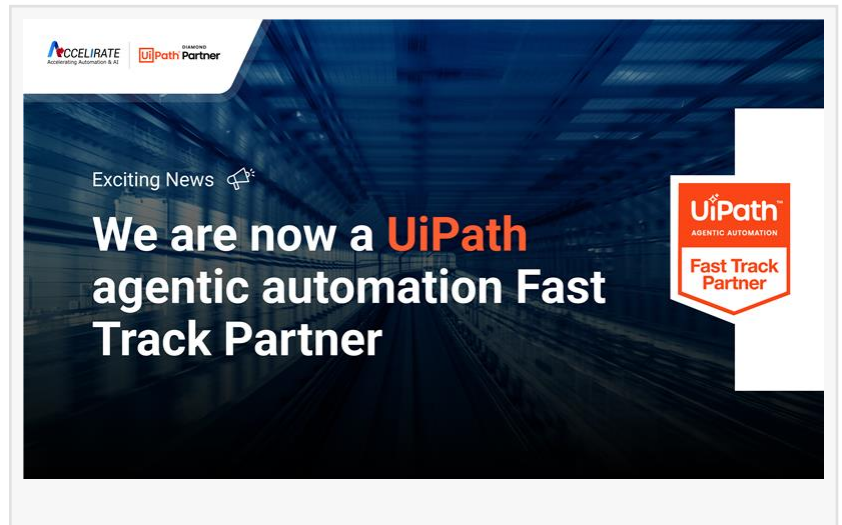 ACCELIRATE
Accelerating Automation & AI
DIAMOND
UiPath Partner
Exciting News
We are now a UiPath
agentic automation Fast
Track Partner
UiPath™
AGENTIC AUTOMATION
Fast Track
Partner